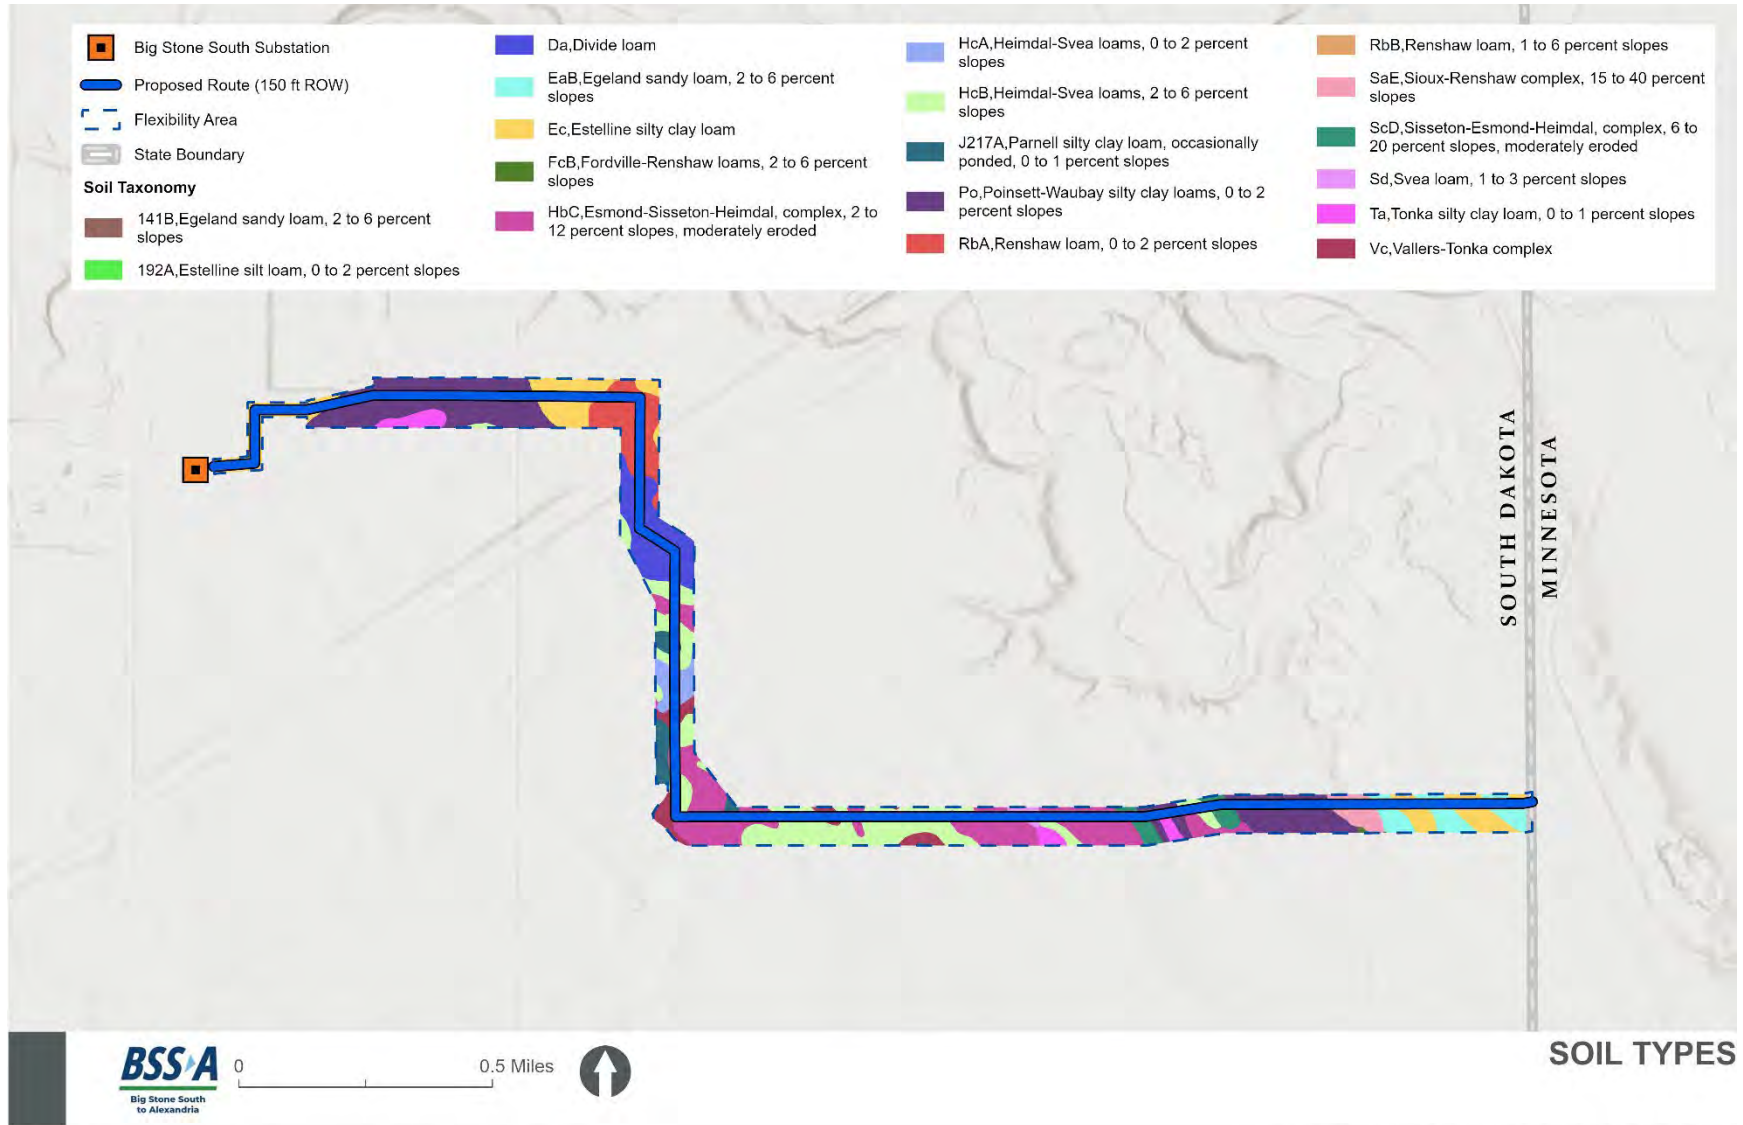 Big Stone South Substation
Proposed Route (150 ft ROW)
Flexibility Area
State Boundary
Soil Taxonomy
141B,Egeland sandy loam, 2 to 6 percent
slopes
192A,Estelline silt loam, 0 to 2 percent slopes
Da,Divide loam
EaB,Egeland sandy loam, 2 to 6 percent
slopes
Ec,Estelline silty clay loam
FcB,Fordville-Renshaw loams, 2 to 6 percent
slopes
HbC,Esmond-Sisseton-Heimdal, complex, 2 to
12 percent slopes, moderately eroded
HcA,Heimdal-Svea loams, 0 to 2 percent
slopes
HcB,Heimdal-Svea loams, 2 to 6 percent
slopes
J217A,Parnell silty clay loam, occasionally
ponded, 0 to 1 percent slopes
Po,Poinsett-Waubay silty clay loams, 0 to 2
percent slopes
RbA,Renshaw loam, 0 to 2 percent slopes
RbB,Renshaw loam, 1 to 6 percent slopes
SaE,Sioux-Renshaw complex, 15 to 40 percent
slopes
ScD,Sisseton-Esmond-Heimdal, complex, 6 to
20 percent slopes, moderately eroded
Sd,Svea loam, 1 to 3 percent slopes
Ta,Tonka silty clay loam, 0 to 1 percent slopes
Vc,Vallers-Tonka complex
SOUTH DAKOTA
MINNESOTA
BSSA
Big Stone South
to Alexandria
0
0.5 Miles
SOIL TYPES